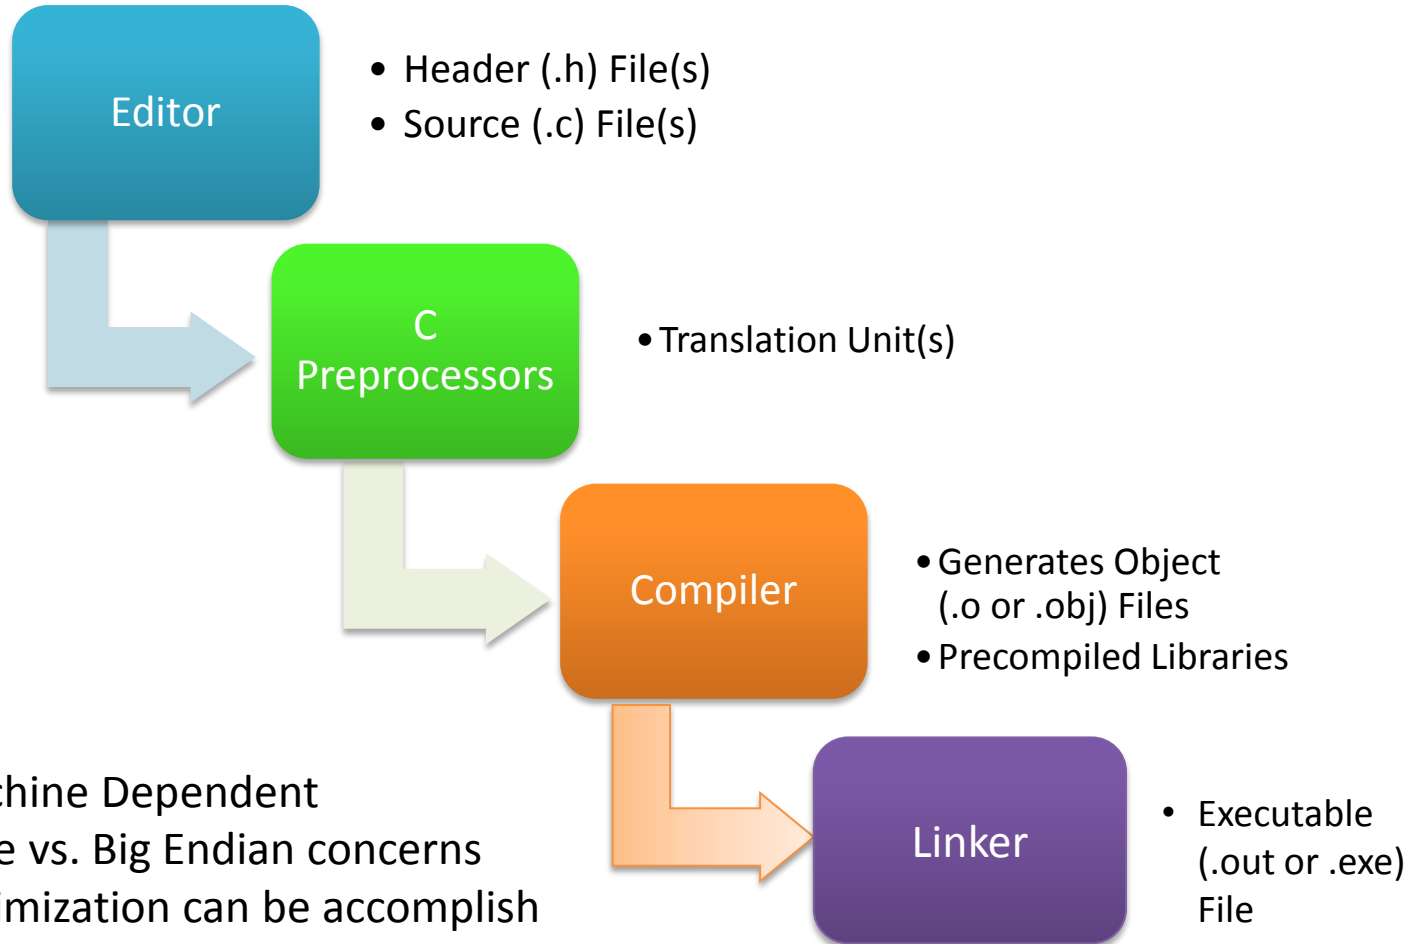 Editor
• Header (.h) File(s)
• Source (.c) File(s)
C
Preprocessors
• Translation Unit(s)
Compiler
• Generates Object
(.o or .obj) Files
• Precompiled Libraries
chine Dependent
e vs. Big Endian concerns
imization can be accomplish
Linker
• Executable
(.out or .exe)
File